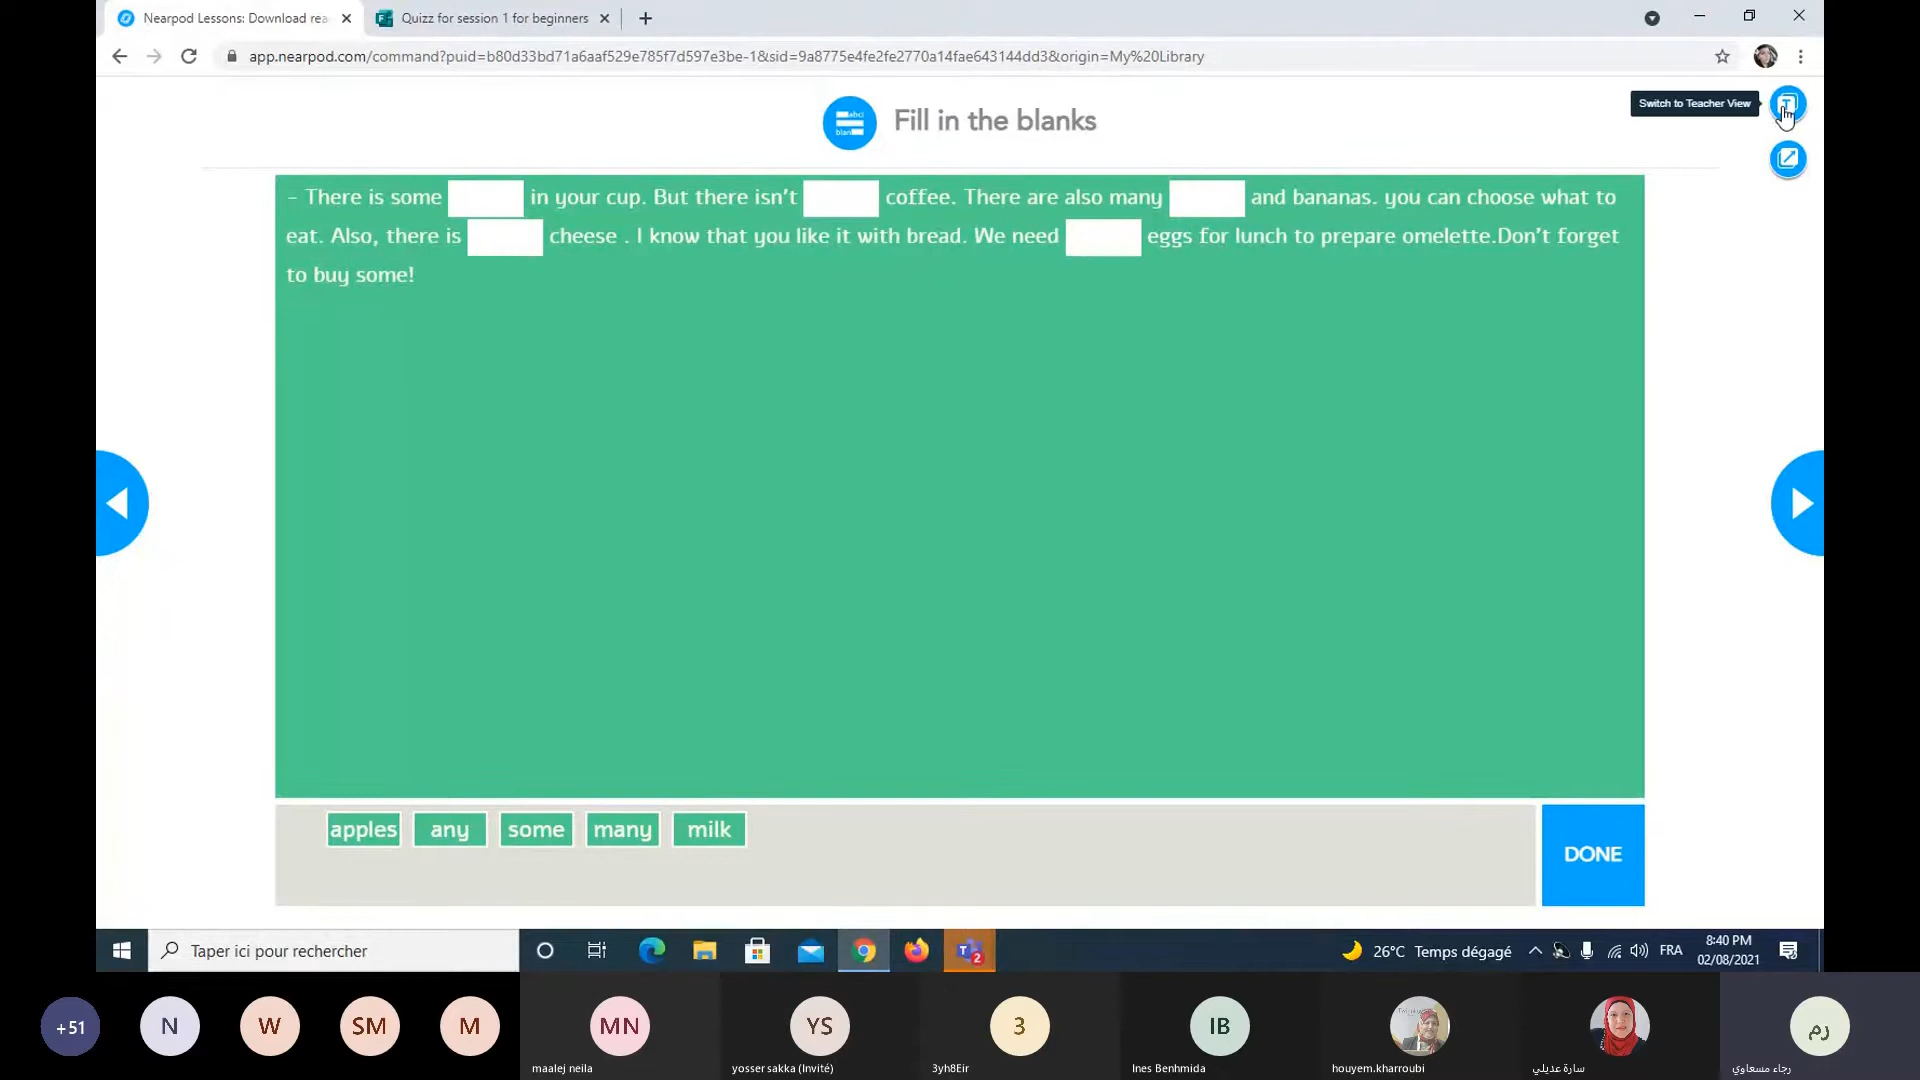 Nearpod Lessons: Download rea
Quizz for session 1 for beginners
app.nearpod.com/command?puid=b80d33bd71a6aaf529e785f7d597e3be-1&sid=9a8775e4fe2fe2770a14fae643144dd3&origin=My%20Library
Switch to Teacher View
Fill in the blanks
- There is some in your cup. But there isn't coffee. There are also many and bananas. you can choose what to
eat. Also, there is cheese . I know that you like it with bread. We need eggs for lunch to prepare omelette.Don't forget
to buy some!
apples any some many milk
DONE
Taper ici pour rechercher
2
26°C Temps dégagé
FRA
8:40 PM
02/08/2021
+51
N
W
SM
M
MN
YS
3
IB
رم
maalej neila
yosser sakka (Invité)
3yh8Eir
Ines Benhmida
houyem.kharroubi
سارة عديلي
رجاء مسعاوي